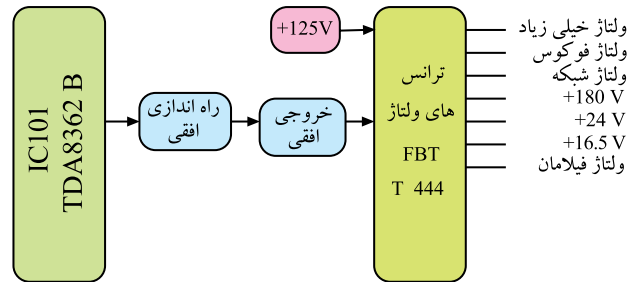 IC101
TDA8362 B
راه اندازی
افقی
خروجی
افقی
+125V
ترانس
های ولتاژ
FBT
T 444
ولتاژ خیلی زیاد
ولتاژ فوکوس
ولتاژ شبکه
+180 V
+24 V
+16.5 V
ولتاژ فیلامان